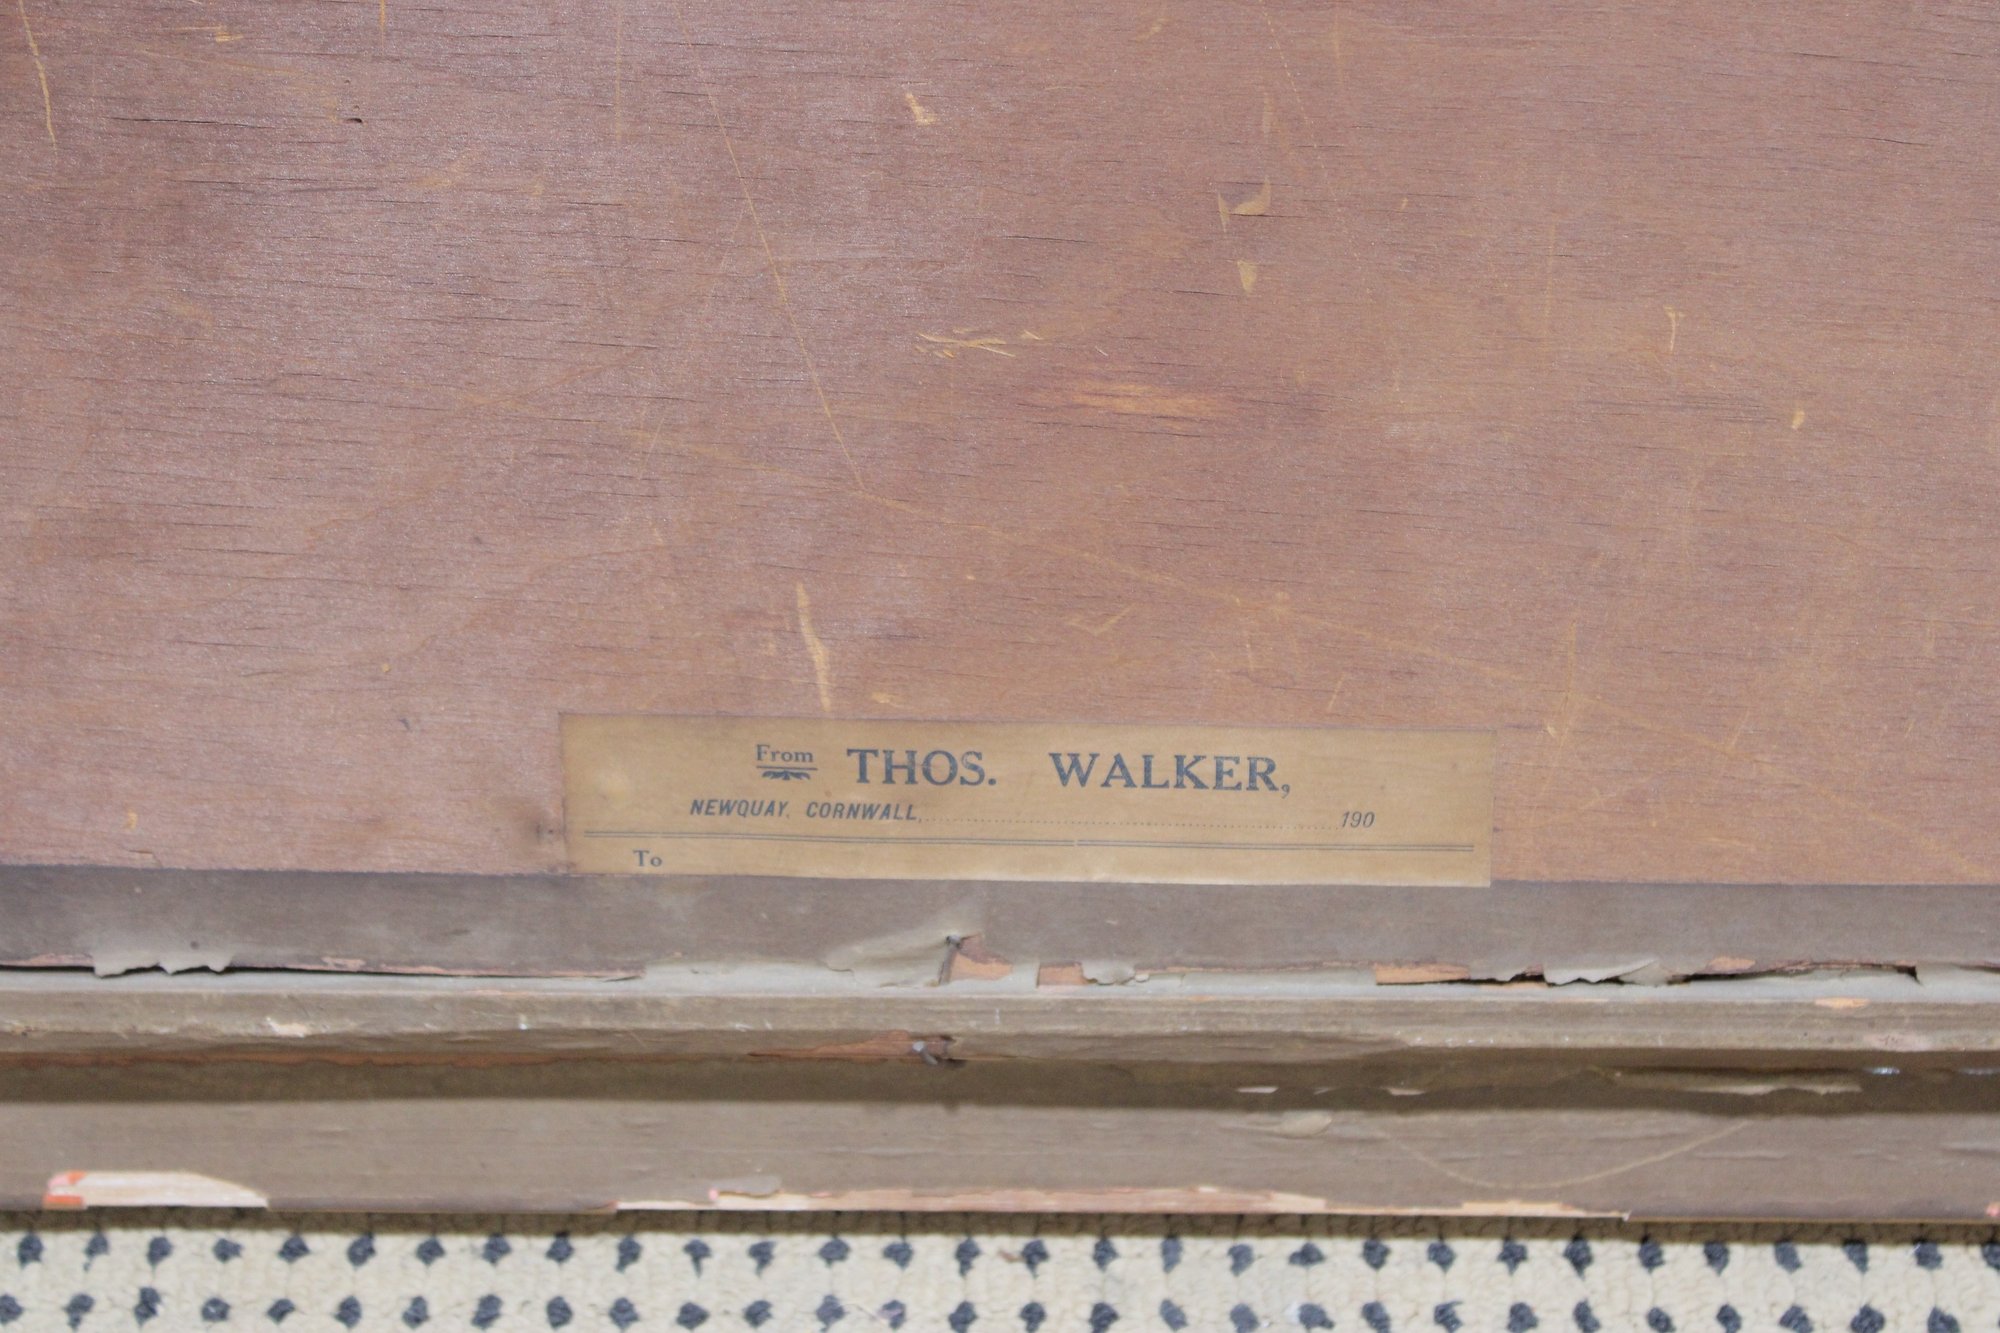 From THOS. WALKER,
NEWQUAY, CORNWALL, 190
To